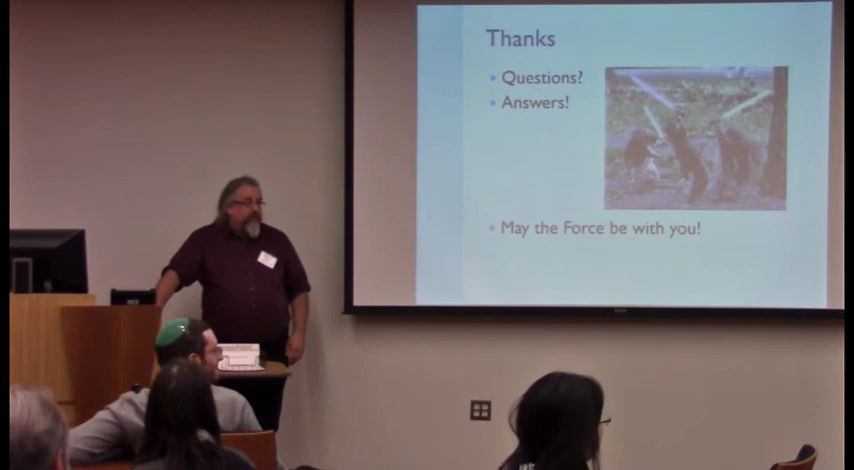 Thanks
• Questions?
• Answers!
• May the Force be with you!